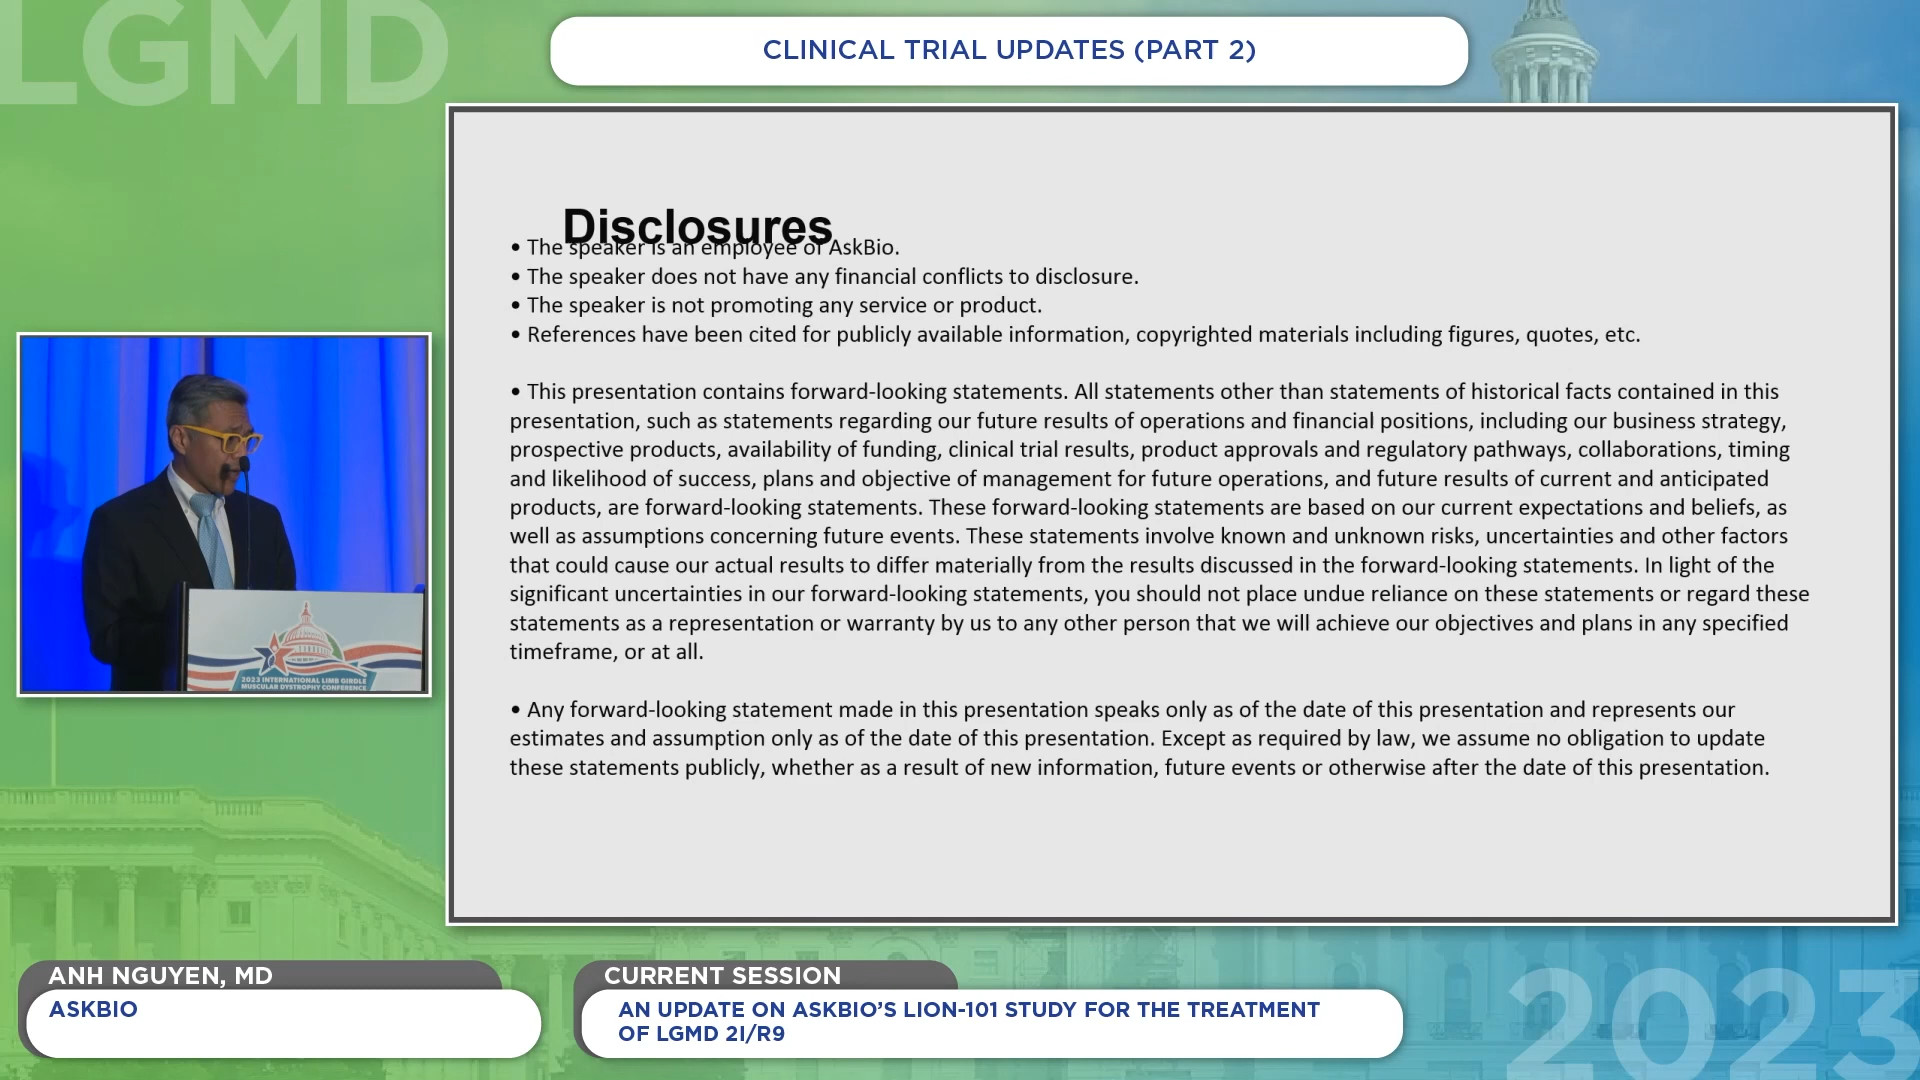 LGMD
CLINICAL TRIAL UPDATES (PART 2)
Disclosures
• The speaker is an employee of AskBio.
• The speaker does not have any financial conflicts to disclosure.
• The speaker is not promoting any service or product.
• References have been cited for publicly available information, copyrighted materials including figures, quotes, etc.
• This presentation contains forward-looking statements. All statements other than statements of historical facts contained in this
presentation, such as statements regarding our future results of operations and financial positions, including our business strategy,
prospective products, availability of funding, clinical trial results, product approvals and regulatory pathways, collaborations, timing
and likelihood of success, plans and objective of management for future operations, and future results of current and anticipated
products, are forward-looking statements. These forward-looking statements are based on our current expectations and beliefs, as
well as assumptions concerning future events. These statements involve known and unknown risks, uncertainties and other factors
that could cause our actual results to differ materially from the results discussed in the forward-looking statements. In light of the
significant uncertainties in our forward-looking statements, you should not place undue reliance on these statements or regard these
statements as a representation or warranty by us to any other person that we will achieve our objectives and plans in any specified
timeframe, or at all.
• Any forward-looking statement made in this presentation speaks only as of the date of this presentation and represents our
estimates and assumption only as of the date of this presentation. Except as required by law, we assume no obligation to update
these statements publicly, whether as a result of new information, future events or otherwise after the date of this presentation.
2023 INTERNATIONAL LIMB GIRDLE
MUSCULAR DYSTROPHY CONFERENCE
ANH NGUYEN, MD
ASKBIO
CURRENT SESSION
AN UPDATE ON ASKBIO’S LION-101 STUDY FOR THE TREATMENT
OF LGMD 2I/R9
2023